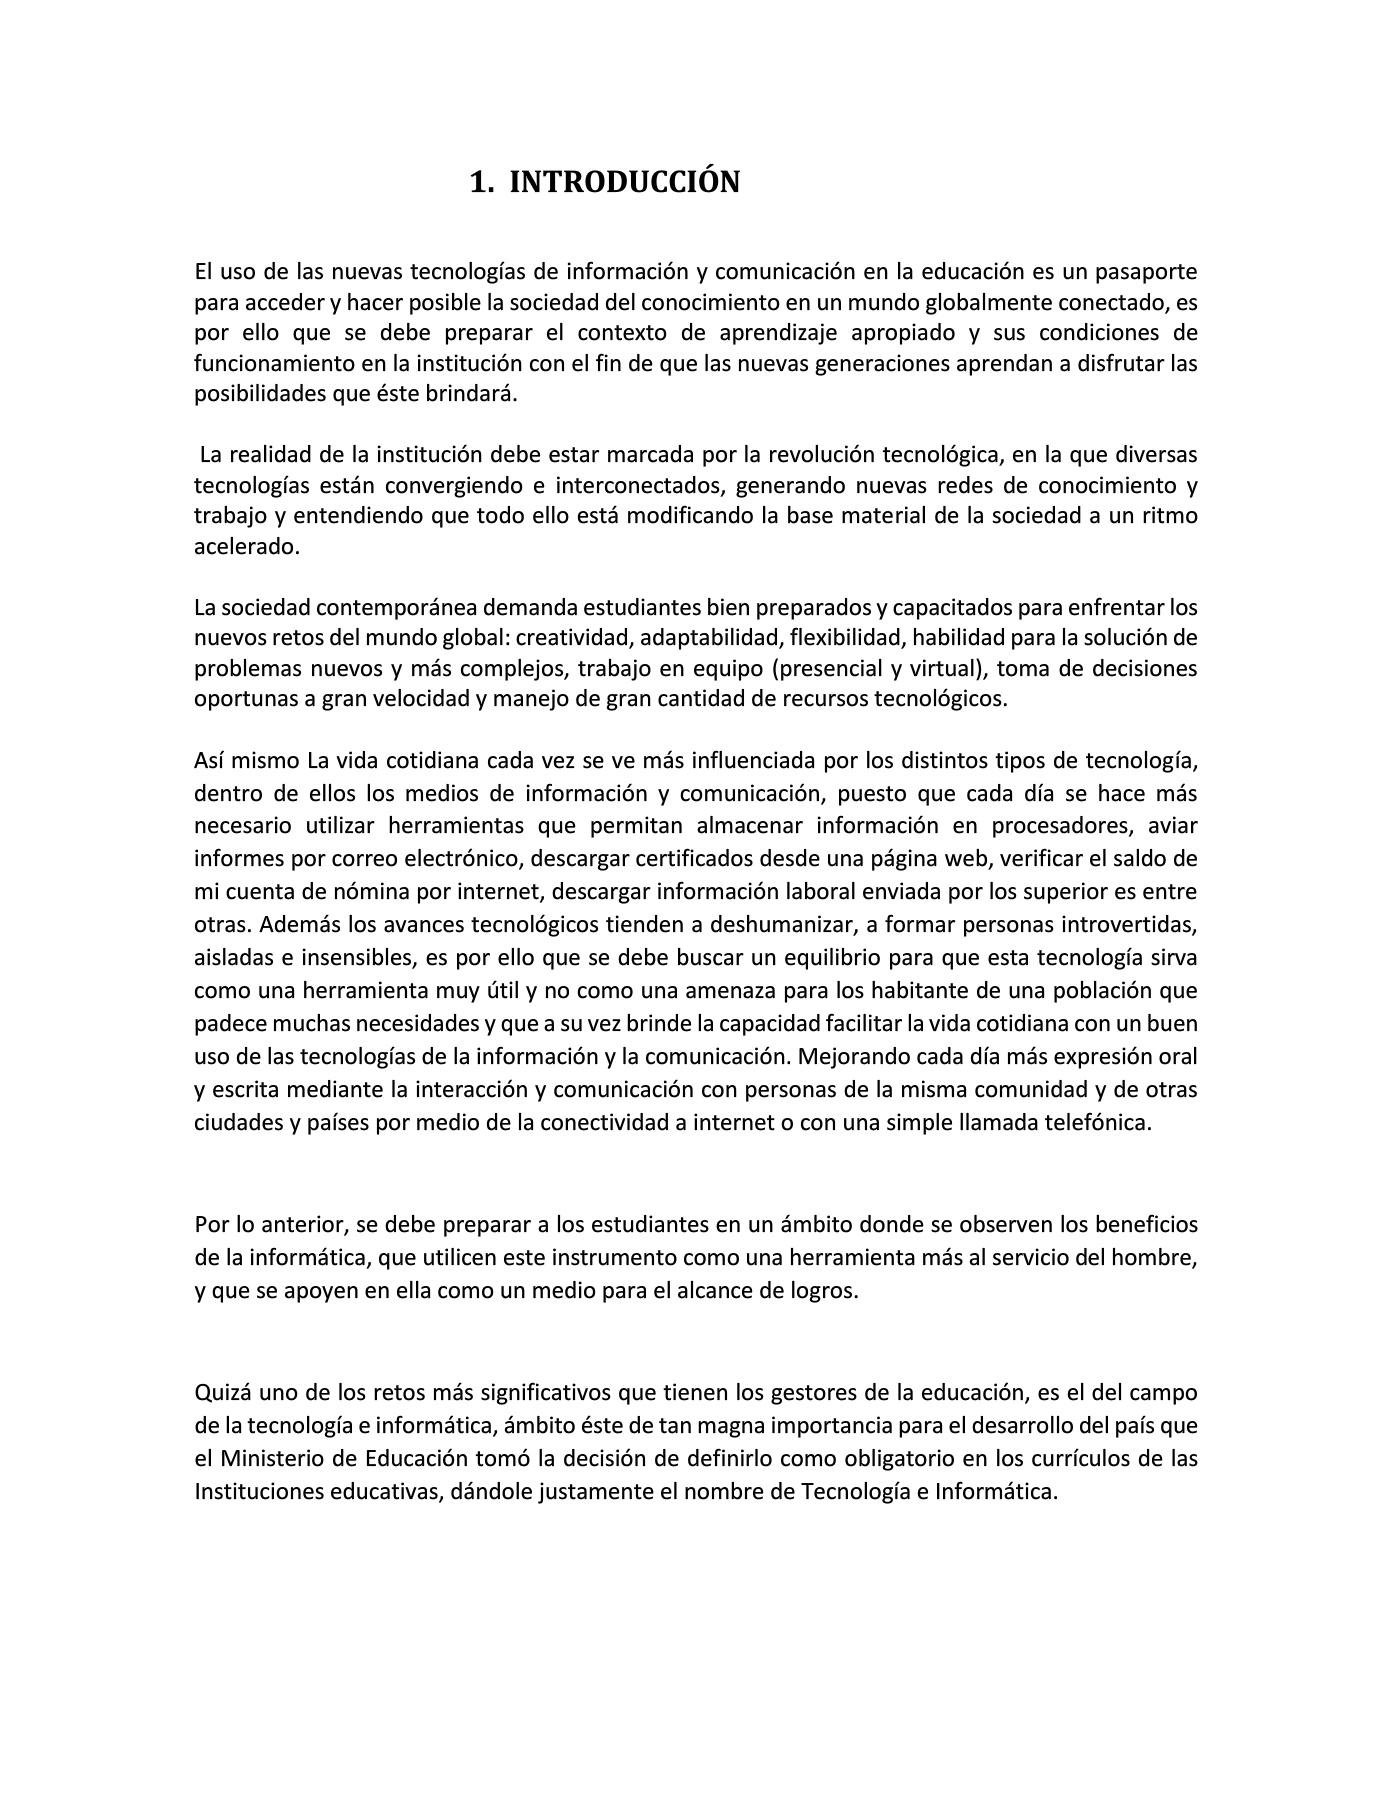 1. INTRODUCCIÓN
El uso de las nuevas tecnologías de información y comunicación en la educación es un pasaporte
para acceder y hacer posible la sociedad del conocimiento en un mundo globalmente conectado, es
por ello que se debe preparar el contexto de aprendizaje apropiado y sus condiciones de
funcionamiento en la institución con el fin de que las nuevas generaciones aprendan a disfrutar las
posibilidades que éste brindará.
La realidad de la institución debe estar marcada por la revolución tecnológica, en la que diversas
tecnologías están convergiendo e interconectados, generando nuevas redes de conocimiento y
trabajo y entendiendo que todo ello está modificando la base material de la sociedad a un ritmo
acelerado.
La sociedad contemporánea demanda estudiantes bien preparados y capacitados para enfrentar los
nuevos retos del mundo global: creatividad, adaptabilidad, flexibilidad, habilidad para la solución de
problemas nuevos y más complejos, trabajo en equipo (presencial y virtual), toma de decisiones
oportunas a gran velocidad y manejo de gran cantidad de recursos tecnológicos.
Así mismo La vida cotidiana cada vez se ve más influenciada por los distintos tipos de tecnología,
dentro de ellos los medios de información y comunicación, puesto que cada día se hace más
necesario utilizar herramientas que permitan almacenar información en procesadores, aviar
informes por correo electrónico, descargar certificados desde una página web, verificar el saldo de
mi cuenta de nómina por internet, descargar información laboral enviada por los superior es entre
otras. Además los avances tecnológicos tienden a deshumanizar, a formar personas introvertidas,
aisladas e insensibles, es por ello que se debe buscar un equilibrio para que esta tecnología sirva
como una herramienta muy útil y no como una amenaza para los habitante de una población que
padece muchas necesidades y que a su vez brinde la capacidad facilitar la vida cotidiana con un buen
uso de las tecnologías de la información y la comunicación. Mejorando cada día más expresión oral
y escrita mediante la interacción y comunicación con personas de la misma comunidad y de otras
ciudades y países por medio de la conectividad a internet o con una simple llamada telefónica.
Por lo anterior, se debe preparar a los estudiantes en un ámbito donde se observen los beneficios
de la informática, que utilicen este instrumento como una herramienta más al servicio del hombre,
y que se apoyen en ella como un medio para el alcance de logros.
Quizá uno de los retos más significativos que tienen los gestores de la educación, es el del campo
de la tecnología e informática, ámbito éste de tan magna importancia para el desarrollo del país que
el Ministerio de Educación tomó la decisión de definirlo como obligatorio en los currículos de las
Instituciones educativas, dándole justamente el nombre de Tecnología e Informática.